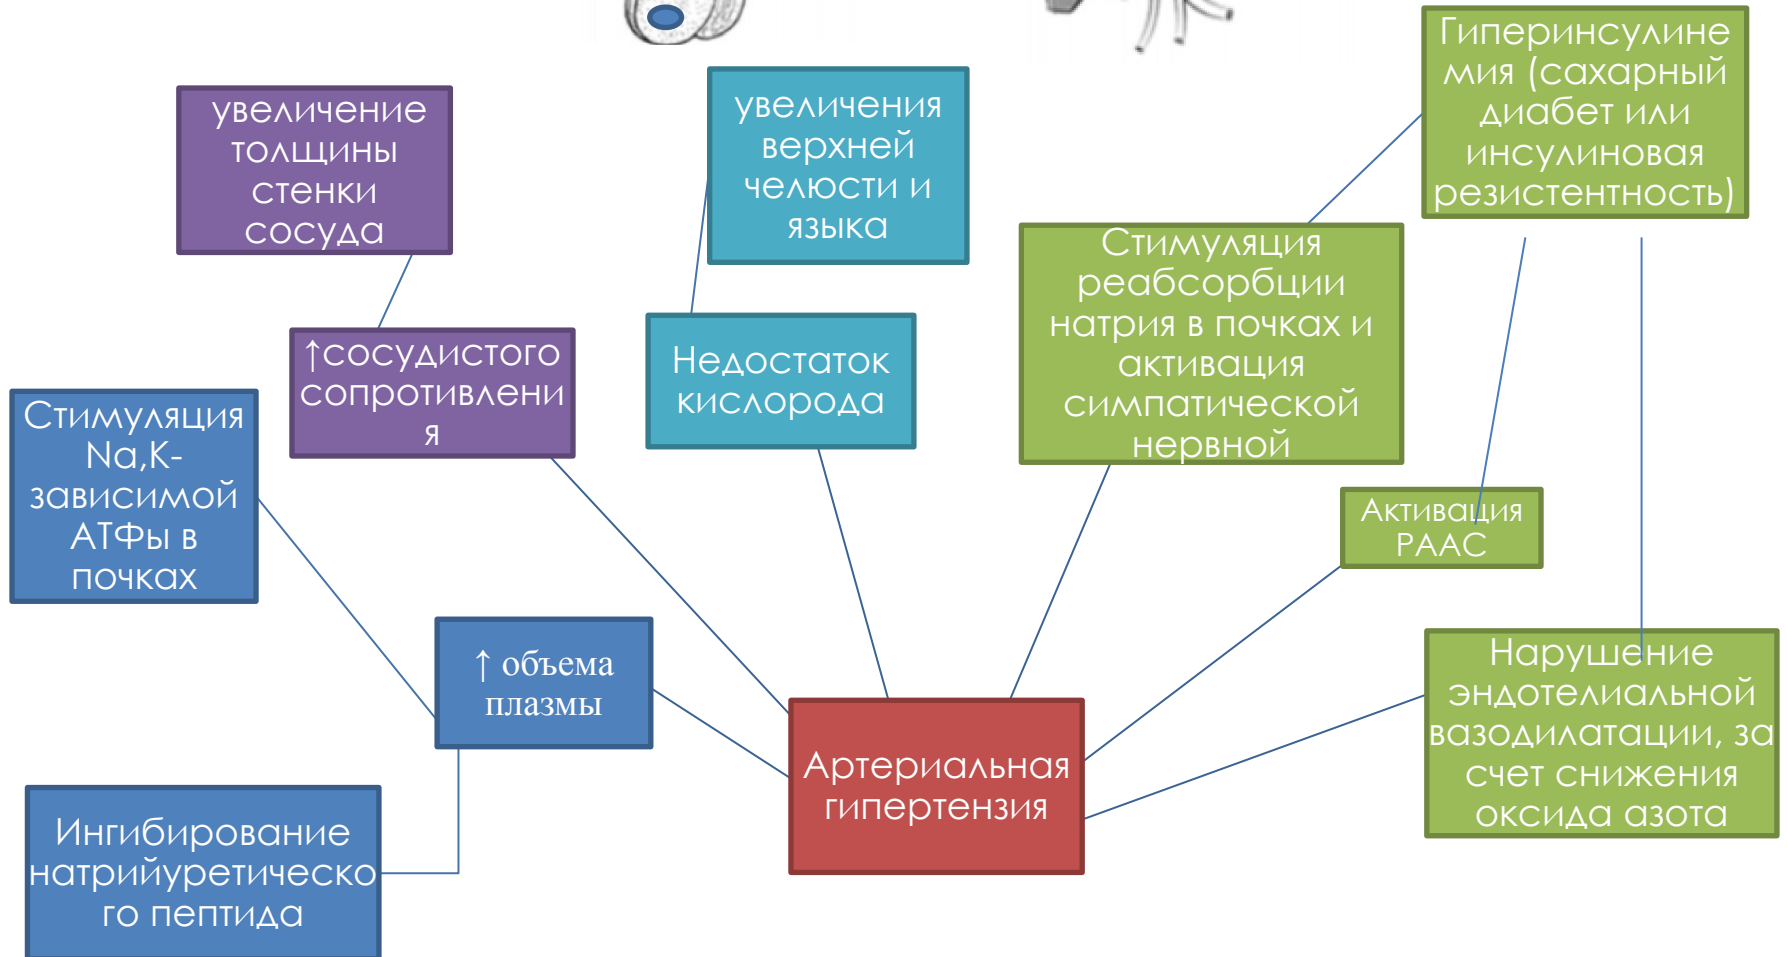 Гиперинсулине
мия (сахарный
диабет или
инсулиновая
резистентность)
увеличение
толщины
стенки
сосуда
увеличения
верхней
челюсти и
языка
Стимуляция
реабсорбции
натрия в почках и
активация
симпатической
нервной
↑сосудистого
сопротивлени
я
Недостаток
кислорода
Стимуляция
Na,K-
зависимой
АТФы в
почках
Активация
РААС
↑ объема
плазмы
Нарушение
эндотелиальной
вазодилатации, за
счет снижения
оксида азота
Артериальная
гипертензия
Ингибирование
натрийуретическо
го пептида